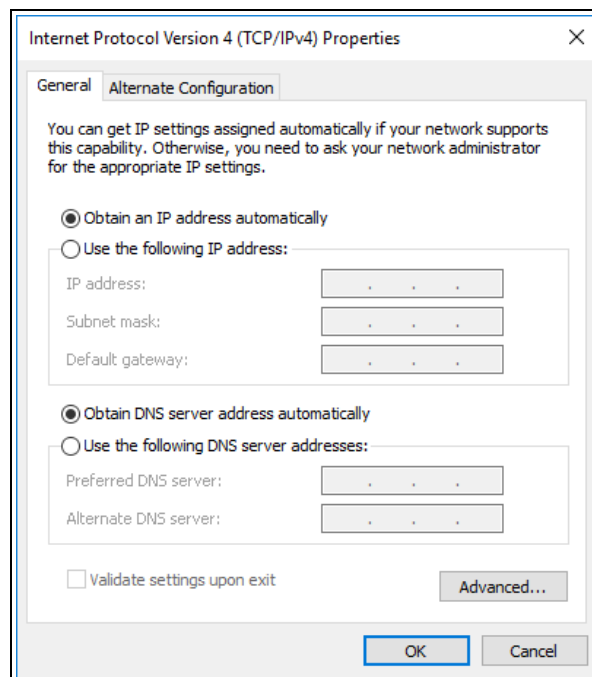 Internet Protocol Version 4 (TCP/IPv4) Properties
General
Alternate Configuration
You can get IP settings assigned automatically if your network supports
this capability. Otherwise, you need to ask your network administrator
for the appropriate IP settings.
Obtain an IP address automatically
Use the following IP address:
IP address:
Subnet mask:
Default gateway:
Obtain DNS server address automatically
Use the following DNS server addresses:
Preferred DNS server:
Alternate DNS server:
Validate settings upon exit
Advanced...
OK
Cancel